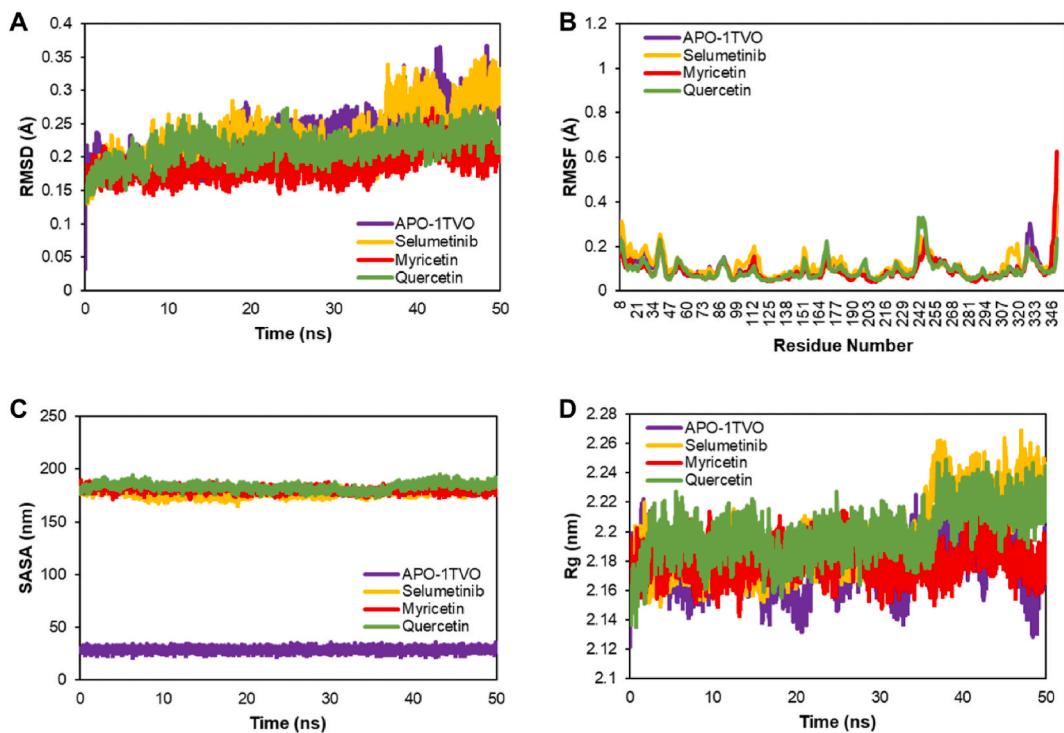 A
RMSD (Å)
0.4
0.35
0.3
0.25
0.2
0.15
0.1
0.05
0
APO-1TVO
Selumetinib
Myricetin
Quercetin
0 10 20 30 40 50
Time (ns)
B
RMSF (Å)
1.2
1
0.8
0.6
0.4
0.2
0
APO-1TVO
Selumetinib
Myricetin
Quercetin
8 21 34 47 60 73 86 99 112 125 138 151 164 177 190 203 216 229 242 255 268 281 294 307 320 333 346
Residue Number
C
SASA (nm)
250
200
150
100
50
0
APO-1TVO
Selumetinib
Myricetin
Quercetin
0 10 20 30 40 50
Time (ns)
D
Rg (nm)
2.28
2.26
2.24
2.22
2.2
2.18
2.16
2.14
2.12
2.1
APO-1TVO
Selumetinib
Myricetin
Quercetin
0 10 20 30 40 50
Time (ns)